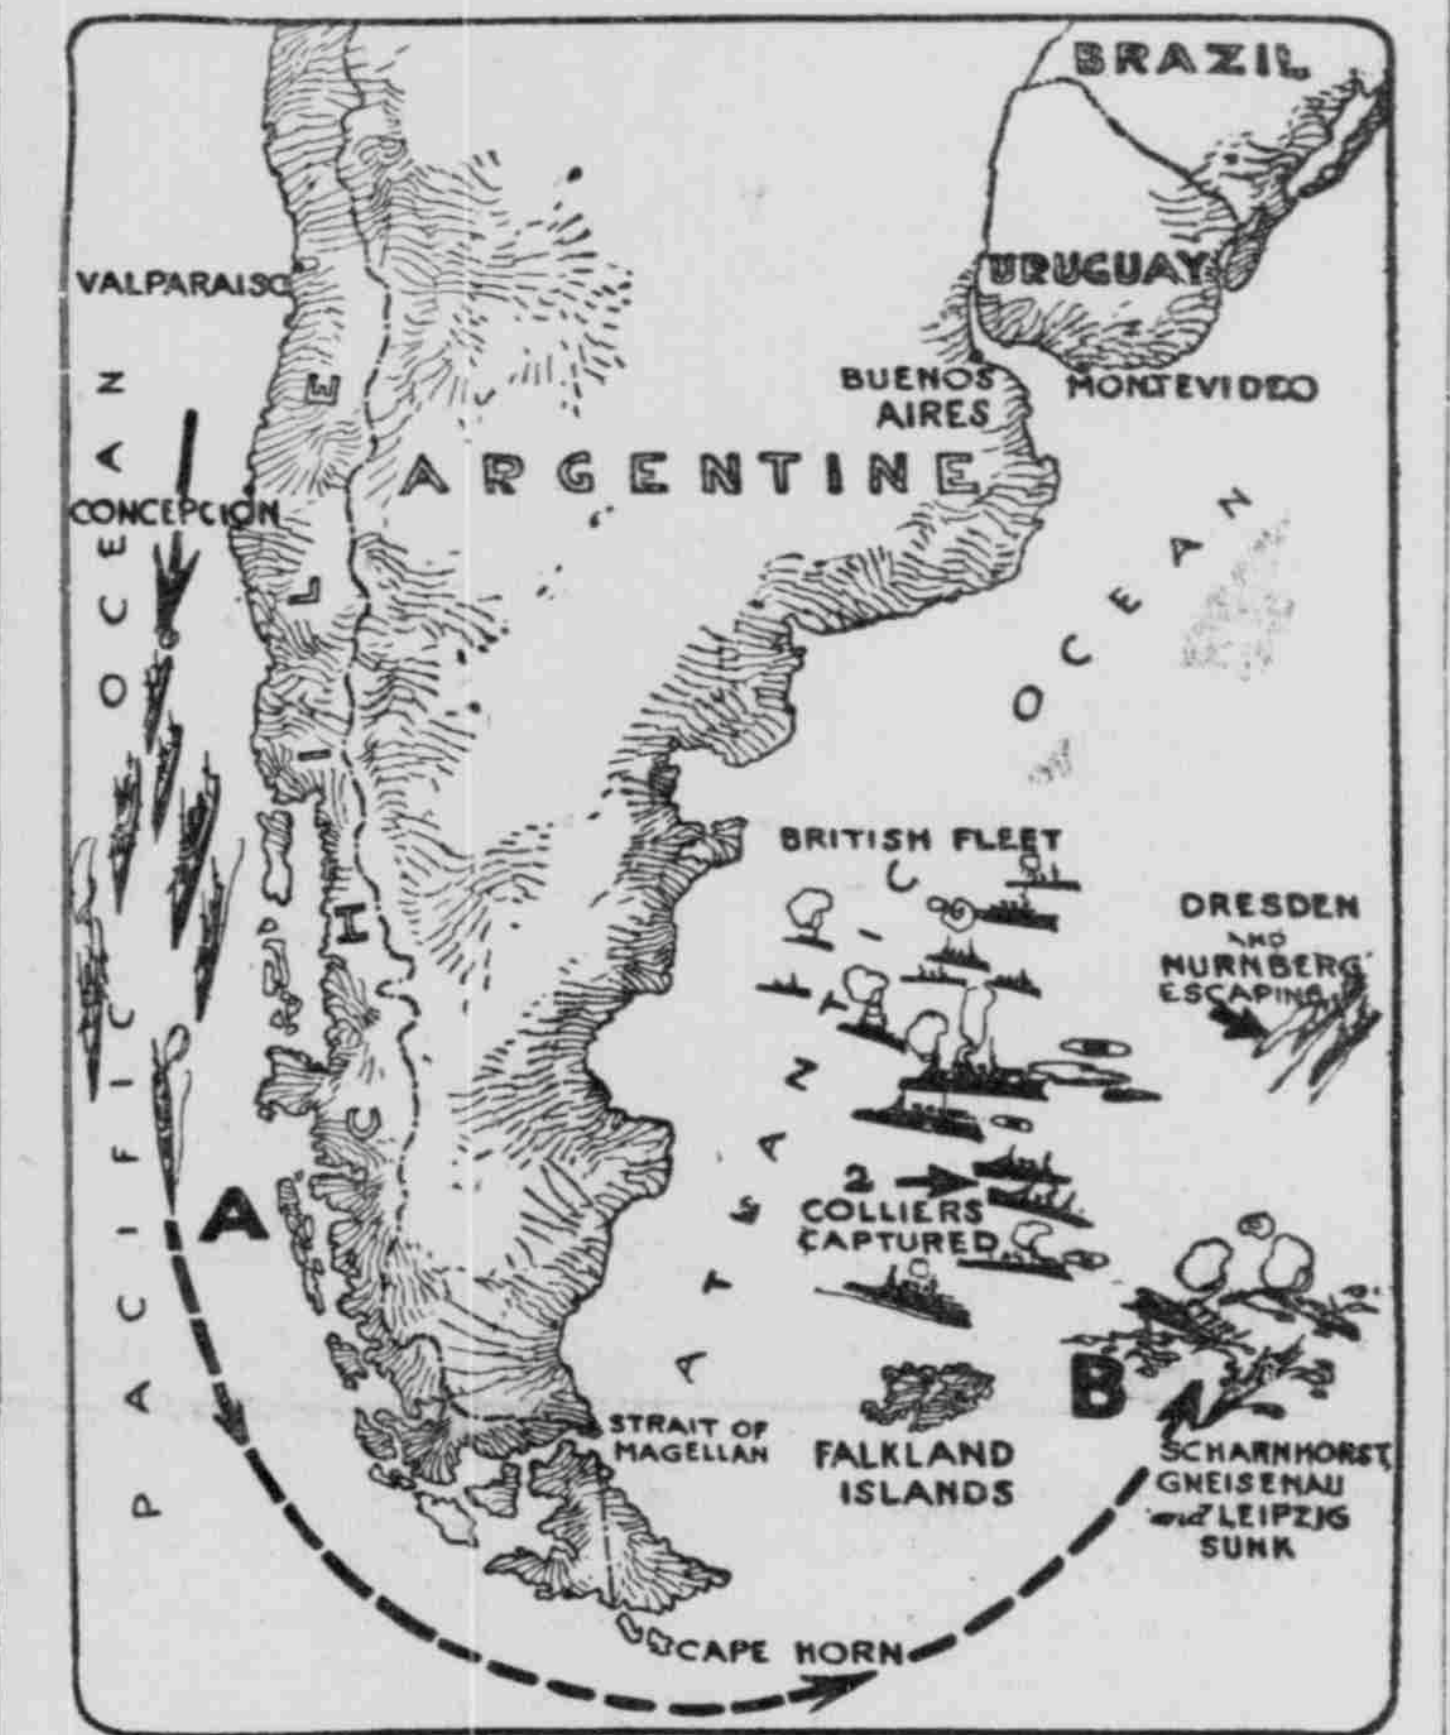 BRAZIL
URUGUAY
VALPARAISO
BUENOS
AIRES
MONTEVIDEO
ARGENTINE
CONCEPCION
CHILE
PACIFIC OCEAN
ATLANTIC OCEAN
BRITISH FLEET
DRESDEN
AND
NURNBERG
ESCAPING
2
COLLIERS
CAPTURED
A
B
STRAIT OF
MAGELLAN
FALKLAND
ISLANDS
SCHARNHORST,
GNEISENAU
and LEIPZIG
SUNK
CAPE HORN